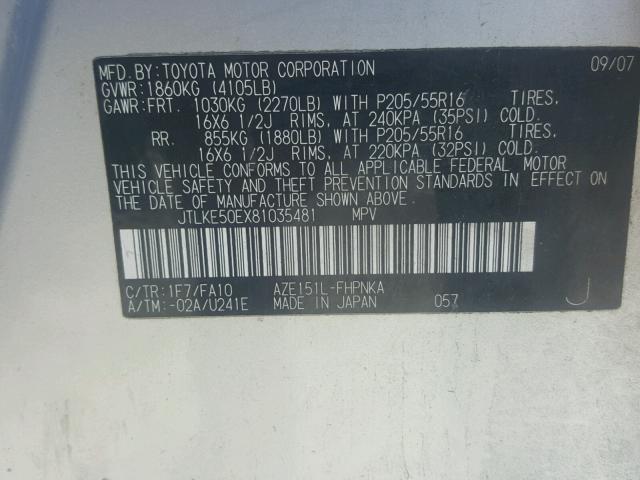 MFD.BY:TOYOTA MOTOR CORPORATION 09/07
GVWR:1860KG (4105LB)
GAWR:FRT. 1030KG (2270LB) WITH P205/55R16 TIRES,
16X6 1/2J RIMS, AT 240KPA (35PSI) COLD.
RR. 855KG (1880LB) WITH P205/55R16 TIRES,
16X6 1/2J RIMS, AT 220KPA (32PSI) COLD.
THIS VEHICLE CONFORMS TO ALL APPLICABLE FEDERAL MOTOR
VEHICLE SAFETY AND THEFT PREVENTION STANDARDS IN EFFECT ON
THE DATE OF MANUFACTURE SHOWN ABOVE.
JTLKE50EX81035481 MPV
C/TR:1F7/FA10 AZE151L-FHPNKA
A/TM:-02A/U241E MADE IN JAPAN 057 J